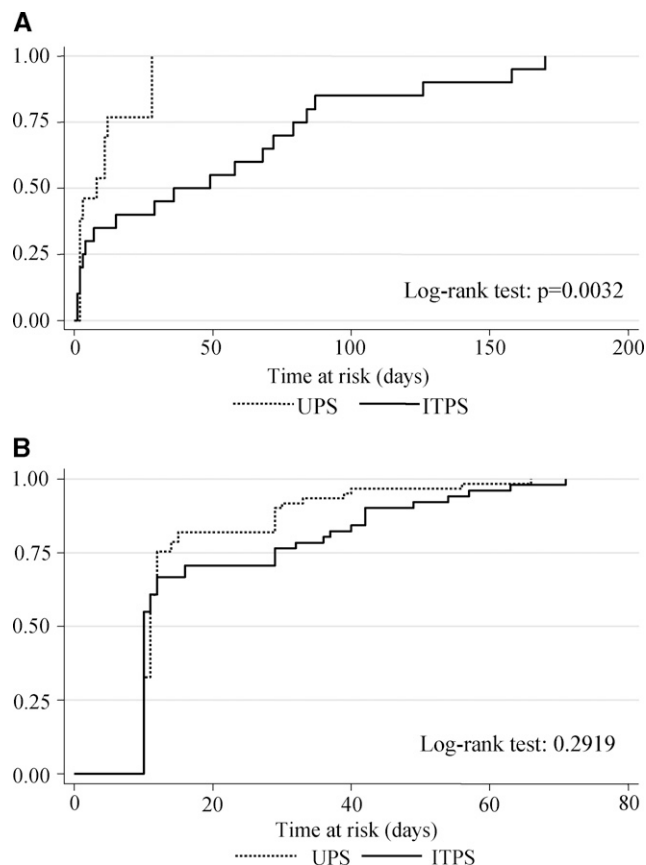 A
1.00
0.75
0.50
0.25
Log-rank test: p=0.0032
0.00
0 50 100 150 200
Time at risk (days)
UPS ITPS
B
1.00
0.75
0.50
0.25
Log-rank test: 0.2919
0.00
0 20 40 60 80
Time at risk (days)
UPS ITPS